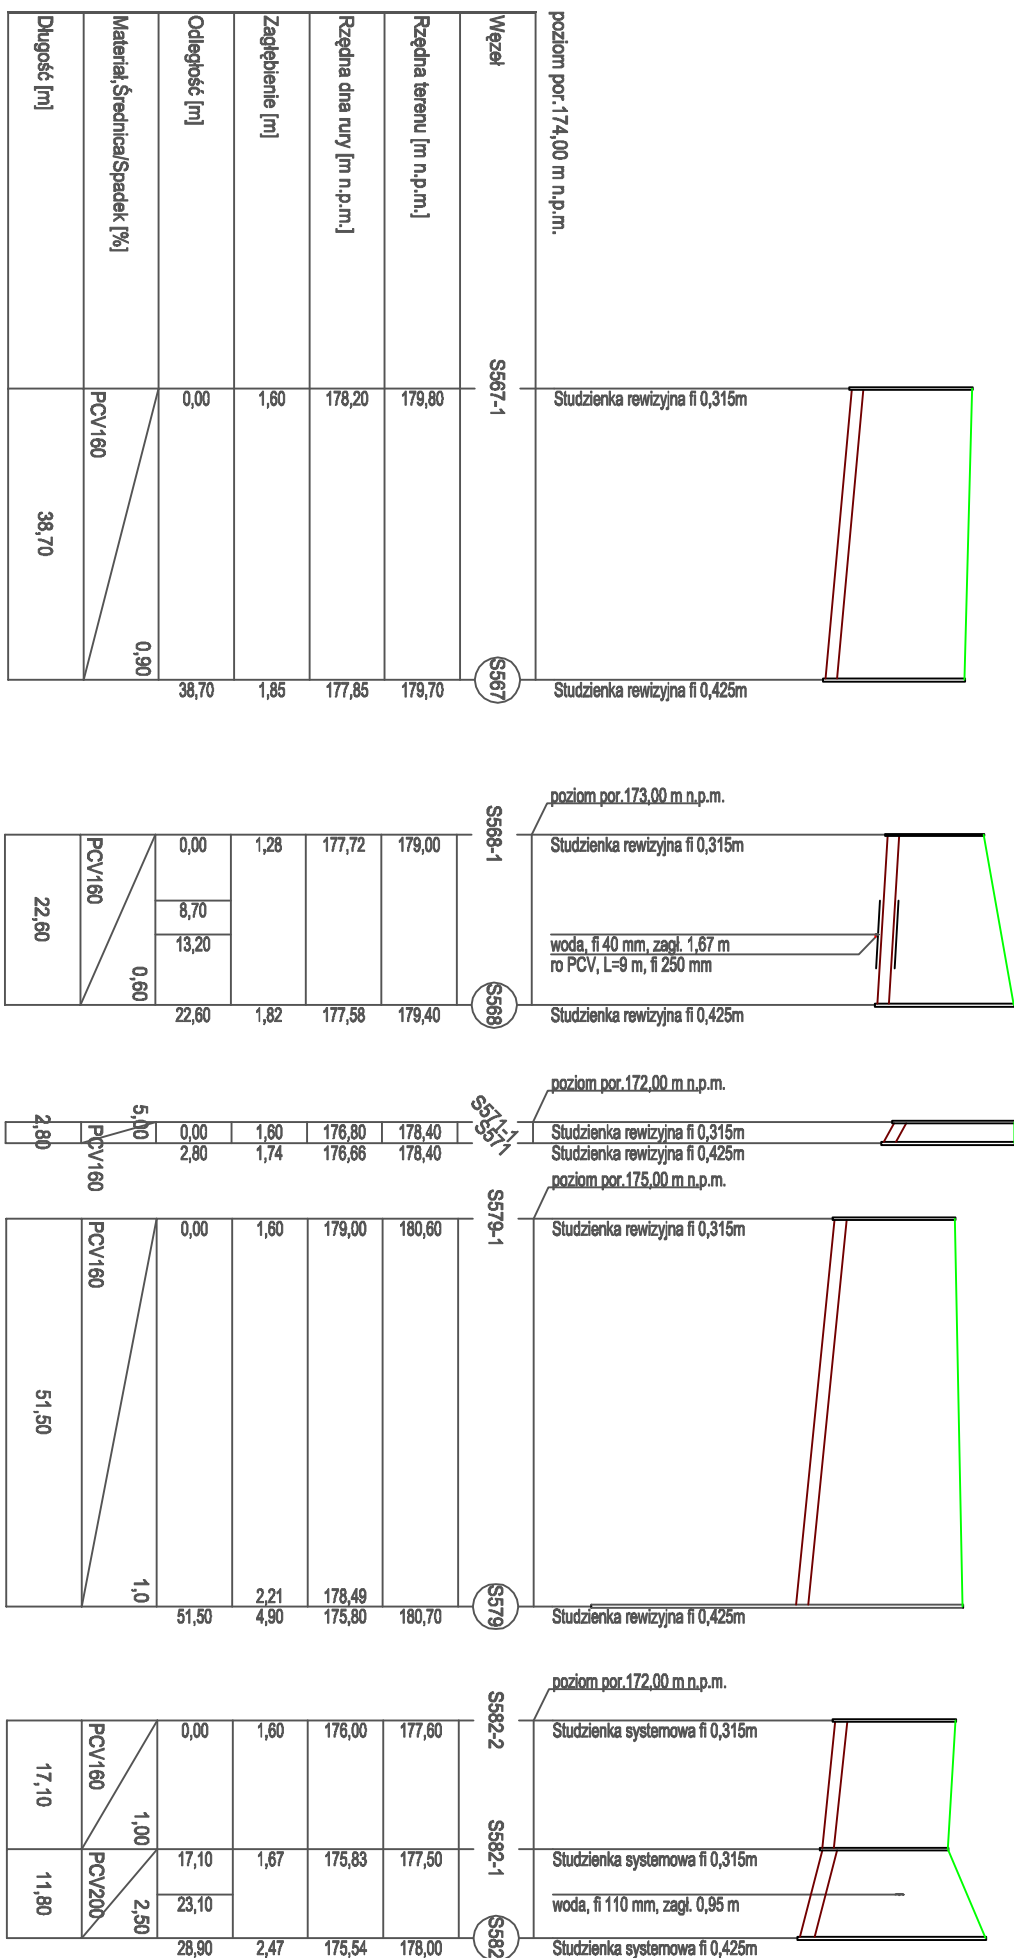 poziom por.174,00 m n.p.m.
Węzeł
Rzędna terenu [m n.p.m.]
Rzędna dna rury [m n.p.m.]
Zagłębienie [m]
Odległość [m]
Materiał,Średnica/Spadek [%]
Długość [m]
S567-1
Studzienka rewizyjna fi 0,315m
179,80
178,20
1,60
0,00
PCV160
0,90
38,70
S567
Studzienka rewizyjna fi 0,425m
179,70
177,85
1,85
38,70
poziom por.173,00 m n.p.m.
S568-1
Studzienka rewizyjna fi 0,315m
179,00
177,72
1,28
0,00
8,70
13,20
woda, fi 40 mm, zagł. 1,67 m
ro PCV, L=9 m, fi 250 mm
PCV160
0,60
22,60
S568
Studzienka rewizyjna fi 0,425m
179,40
177,58
1,82
22,60
poziom por.172,00 m n.p.m.
S571-1
Studzienka rewizyjna fi 0,315m
178,40
176,80
1,60
0,00
5,00
PCV160
2,80
S571
Studzienka rewizyjna fi 0,425m
178,40
176,66
1,74
2,80
poziom por.175,00 m n.p.m.
S579-1
Studzienka rewizyjna fi 0,315m
180,60
179,00
1,60
0,00
PCV160
1,0
51,50
178,49
2,21
S579
Studzienka rewizyjna fi 0,425m
180,70
175,80
4,90
51,50
poziom por.172,00 m n.p.m.
S582-2
Studzienka systemowa fi 0,315m
177,60
176,00
1,60
0,00
PCV160
1,00
17,10
S582-1
Studzienka systemowa fi 0,315m
177,50
175,83
1,67
17,10
23,10
woda, fi 110 mm, zagł. 0,95 m
PCV200
2,50
11,80
S582
Studzienka systemowa fi 0,425m
178,00
175,54
2,47
28,90